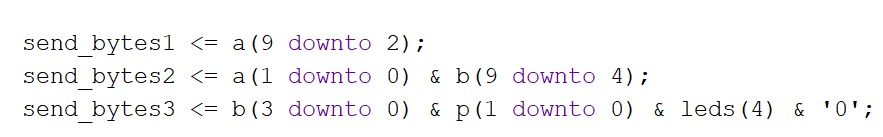 send_bytes1 <= a(9 downto 2);
send_bytes2 <= a(1 downto 0) & b(9 downto 4);
send_bytes3 <= b(3 downto 0) & p(1 downto 0) & leds(4) & '0';